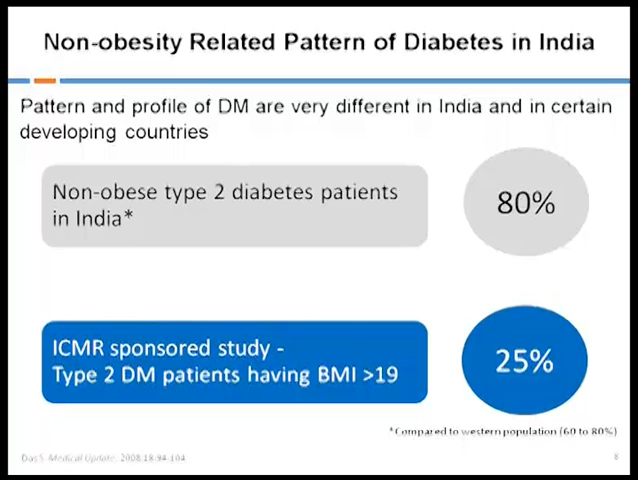 Non-obesity Related Pattern of Diabetes in India
Pattern and profile of DM are very different in India and in certain
developing countries
Non-obese type 2 diabetes patients
in India*
80%
ICMR sponsored study -
Type 2 DM patients having BMI >19
25%
*Compared to western population (60 to 80%)
Das S. Medical Update, 2008;18:94-104
8